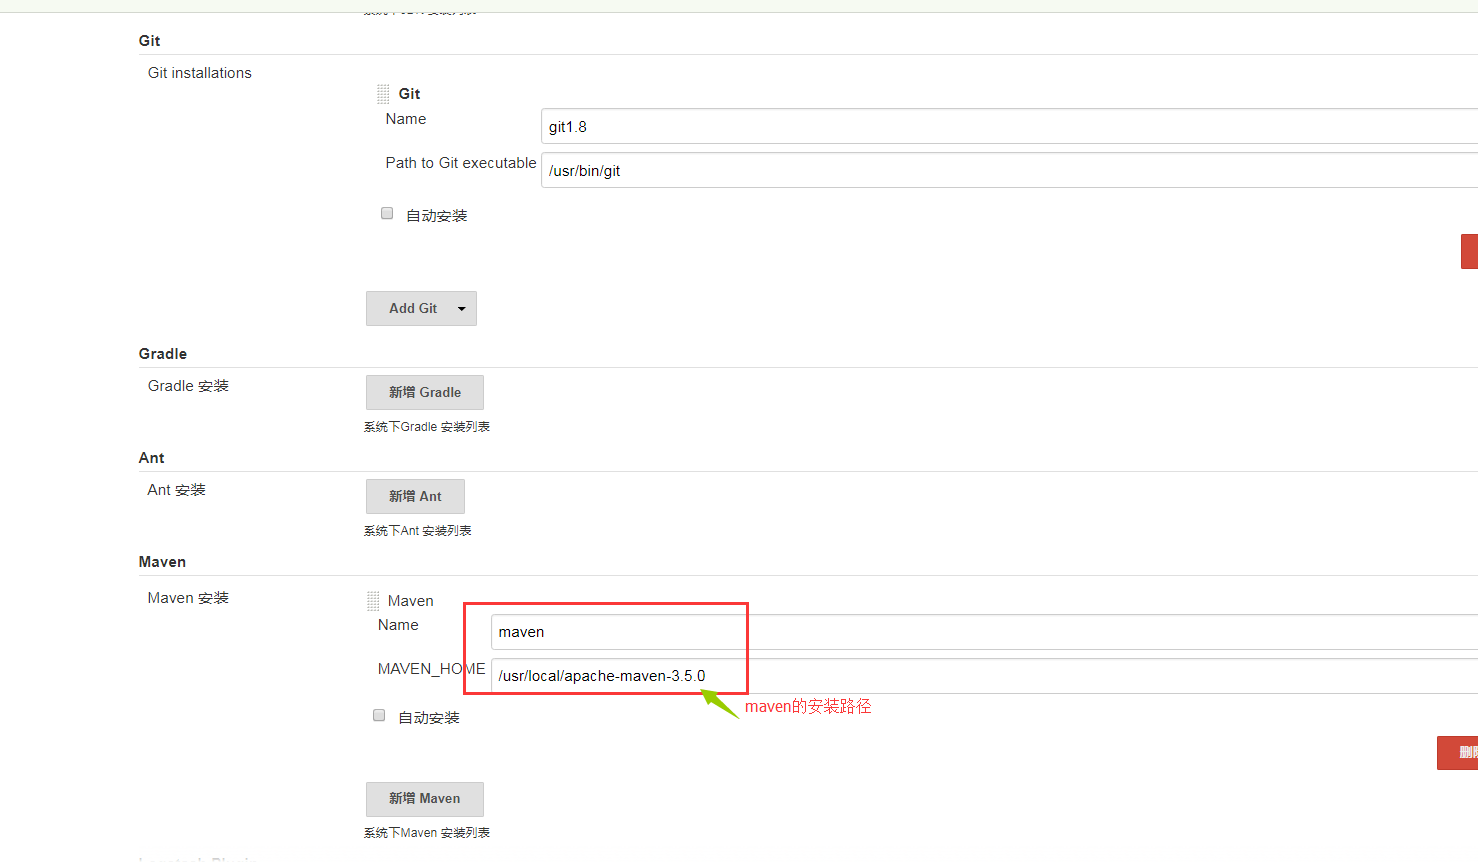 Git
Git installations
Git
Name
git1.8
Path to Git executable
/usr/bin/git
自动安装
Add Git
Gradle
Gradle 安装
新增 Gradle
系统下Gradle 安装列表
Ant
Ant 安装
新增 Ant
系统下Ant 安装列表
Maven
Maven 安装
Maven
Name
maven
MAVEN_HOME
/usr/local/apache-maven-3.5.0
maven的安装路径
自动安装
新增 Maven
系统下Maven 安装列表